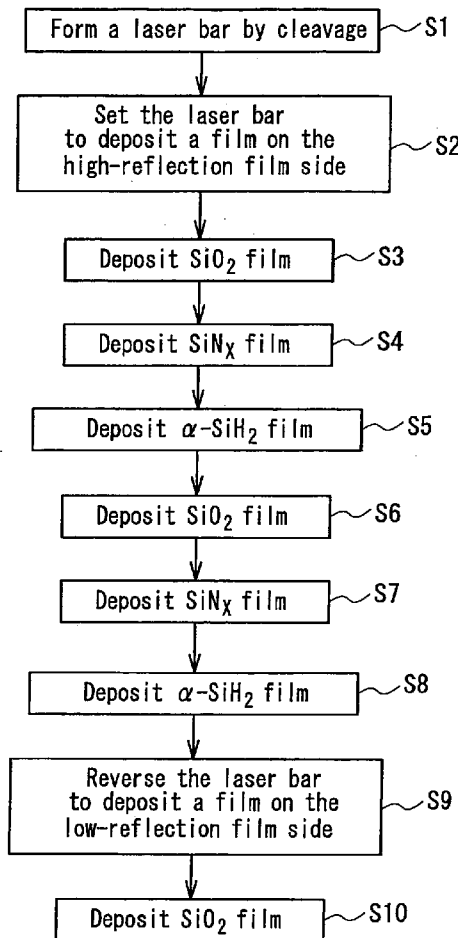 Form a laser bar by cleavage S1
Set the laser bar
to deposit a film on the
high-reflection film side
S2
Deposit SiO₂ film S3
Deposit SiNₓ film S4
Deposit α-SiH₂ film S5
Deposit SiO₂ film S6
Deposit SiNₓ film S7
Deposit α-SiH₂ film S8
Reverse the laser bar
to deposit a film on the
low-reflection film side
S9
Deposit SiO₂ film S10